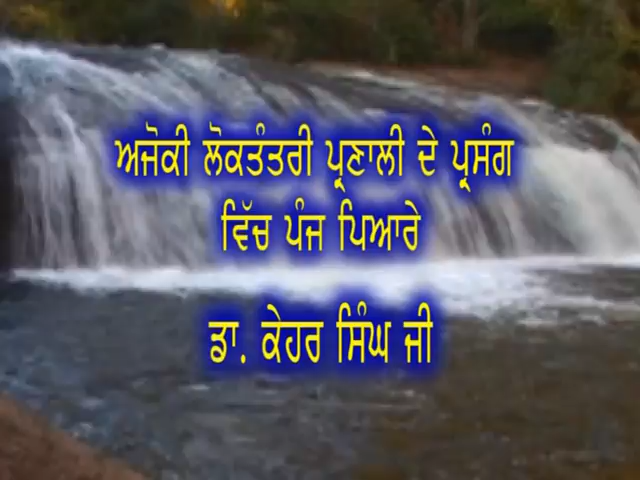 ਅਜੋਕੀ ਲੋਕਤੰਤਰੀ ਪ੍ਰਣਾਲੀ ਦੇ ਪ੍ਰਸੰਗ
ਵਿੱਚ ਪੰਜ ਪਿਆਰੇ
ਡਾ. ਕੇਹਰ ਸਿੰਘ ਜੀ